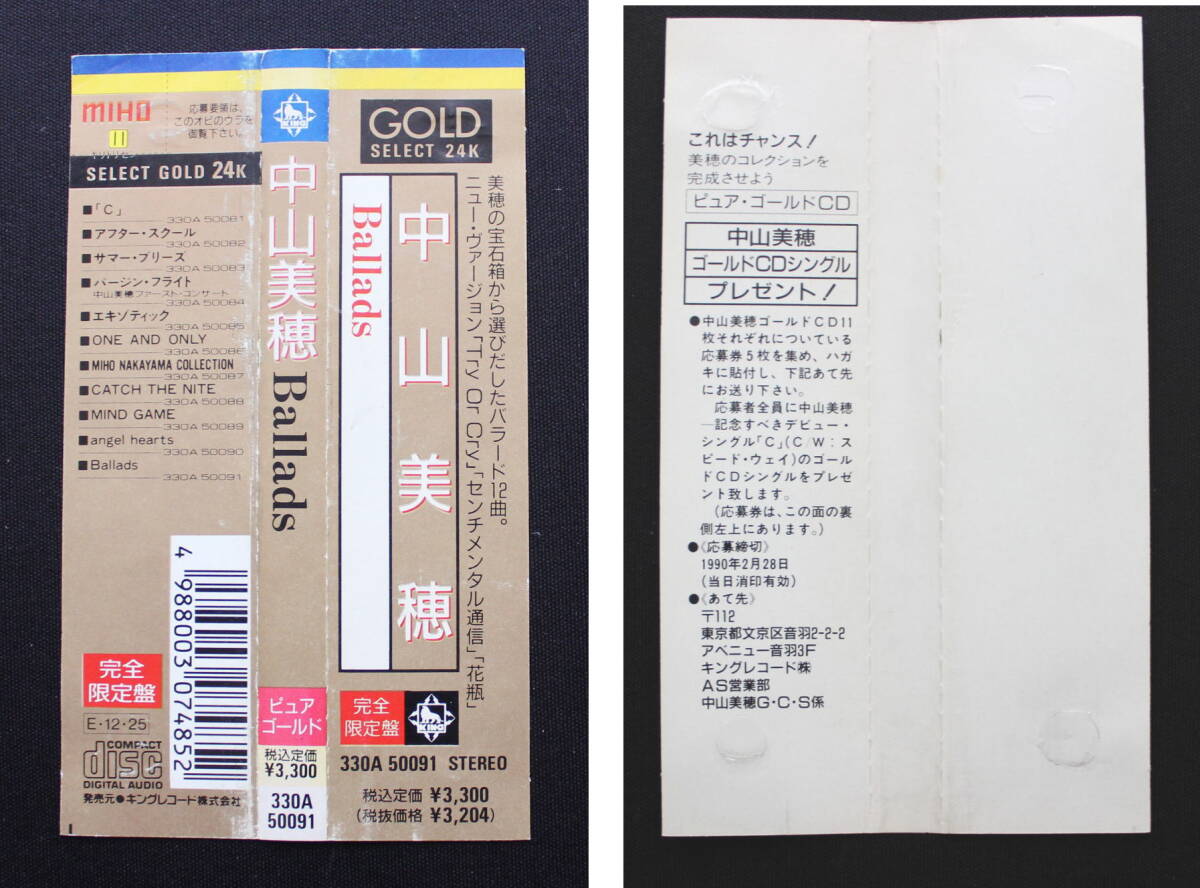 MIHO
応募要領は、
このオビのウラを
御覧下さい。
11
SELECT GOLD 24K
■「C」
330A 50081
■アフター・スクール
330A 50082
■サマー・ブリーズ
330A 50083
■バージン・フライト
中山美穂ファースト・コンサート
330A 50084
■エキゾティック
330A 50085
■ONE AND ONLY
330A 50086
■MIHO NAKAYAMA COLLECTION
330A 50087
■CATCH THE NITE
330A 50088
■MIND GAME
330A 50089
■angel hearts
330A 50090
■Ballads
330A 50091
4 988003 074852
完全
限定盤
E・12・25
COMPACT
disc
DIGITAL AUDIO
発売元●キングレコード株式会社
KING
中山美穂 Ballads
ピュア
ゴールド
税込定価
¥3,300
330A
50091
GOLD
SELECT 24K
美穂の宝石箱から選びだしたバラード12曲。
ニュー・ヴァージョン「Try Or Cry」「センチメンタル通信」「花瓶」
中山美穂
Ballads
完全
限定盤
KING
330A 50091 STEREO
税込定価 ¥3,300
(税抜価格 ¥3,204)
これはチャンス!
美穂のコレクションを
完成させよう
ピュア・ゴールドCD
中山美穂
ゴールドCDシングル
プレゼント!
●中山美穂ゴールドCD11
枚それぞれについている
応募券5枚を集め、ハガ
キに貼付し、下記あて先
にお送り下さい。
応募者全員に中山美穂
―記念すべきデビュー・
シングル「C」(C/W:ス
ピード・ウェイ)のゴール
ドCDシングルをプレゼ
ント致します。
(応募券は、この面の裏
側左上にあります。)
●《応募締切》
1990年2月28日
(当日消印有効)
●《あて先》
〒112
東京都文京区音羽2-2-2
アベニュー音羽3F
キングレコード㈱
AS営業部
中山美穂G・C・S係